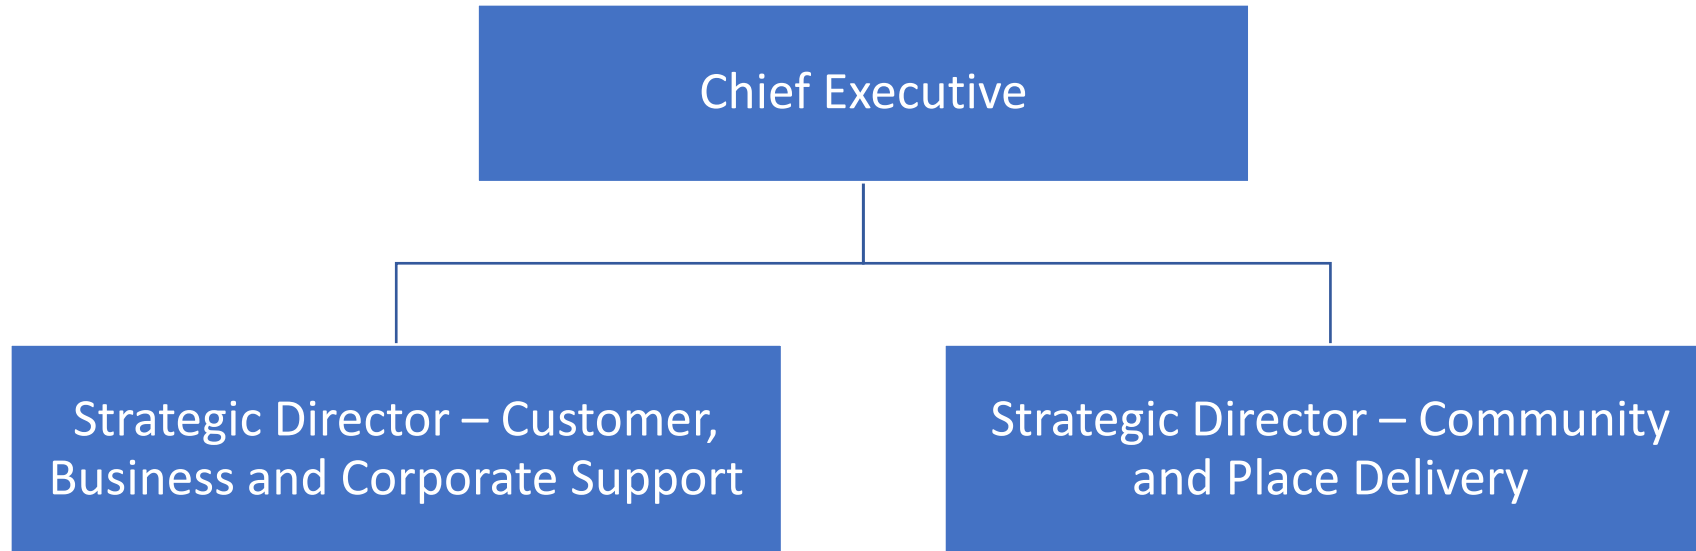 Chief Executive
Strategic Director – Customer,
Business and Corporate Support
Strategic Director – Community
and Place Delivery